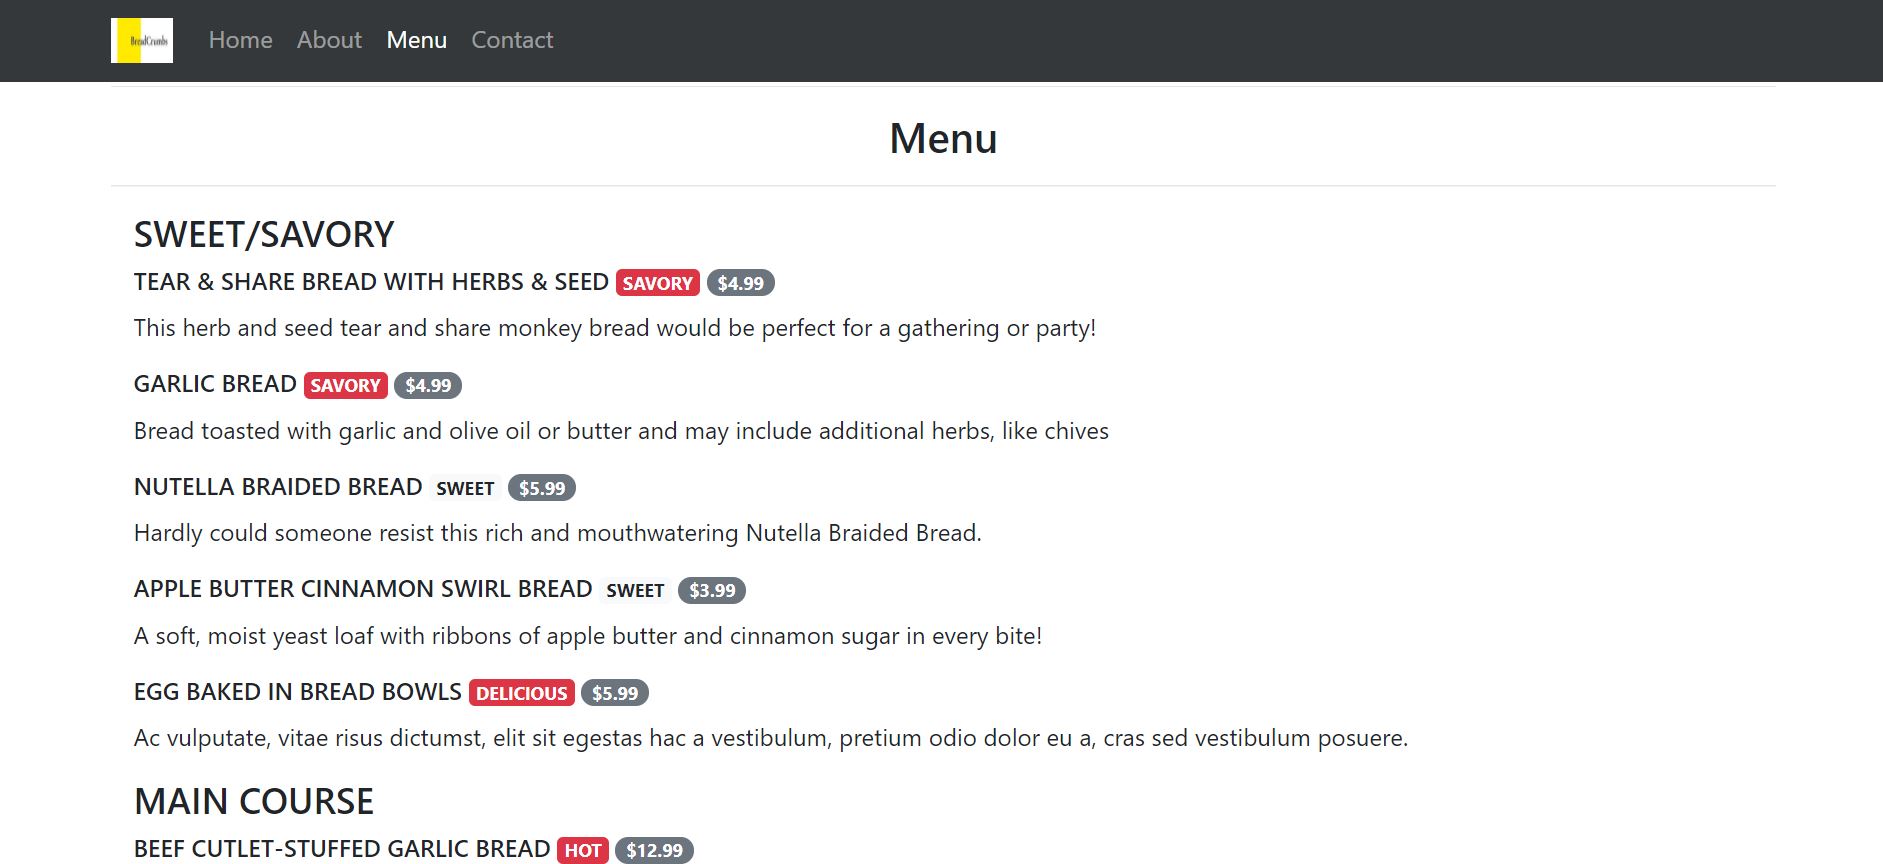 BreadCrumbs Home About Menu Contact
Menu
SWEET/SAVORY
TEAR & SHARE BREAD WITH HERBS & SEED SAVORY $4.99
This herb and seed tear and share monkey bread would be perfect for a gathering or party!
GARLIC BREAD SAVORY $4.99
Bread toasted with garlic and olive oil or butter and may include additional herbs, like chives
NUTELLA BRAIDED BREAD SWEET $5.99
Hardly could someone resist this rich and mouthwatering Nutella Braided Bread.
APPLE BUTTER CINNAMON SWIRL BREAD SWEET $3.99
A soft, moist yeast loaf with ribbons of apple butter and cinnamon sugar in every bite!
EGG BAKED IN BREAD BOWLS DELICIOUS $5.99
Ac vulputate, vitae risus dictumst, elit sit egestas hac a vestibulum, pretium odio dolor eu a, cras sed vestibulum posuere.
MAIN COURSE
BEEF CUTLET-STUFFED GARLIC BREAD HOT $12.99